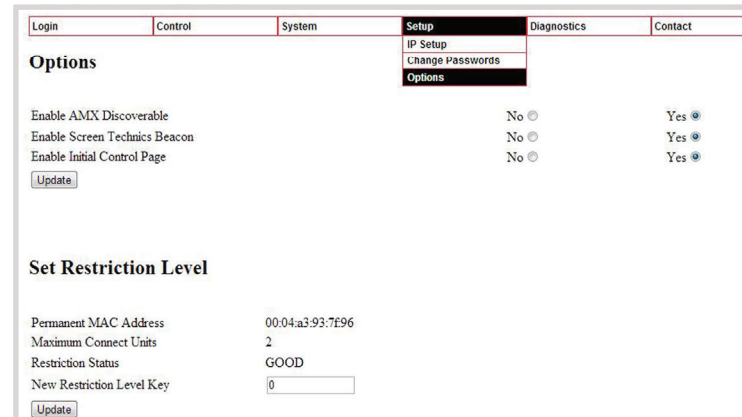 Login Control System Setup Diagnostics Contact
IP Setup
Change Passwords
Options
Options
Enable AMX Discoverable No Yes
Enable Screen Technics Beacon No Yes
Enable Initial Control Page No Yes
Update
Set Restriction Level
Permanent MAC Address 00:04:a3:93:7f:96
Maximum Connect Units 2
Restriction Status GOOD
New Restriction Level Key 0
Update